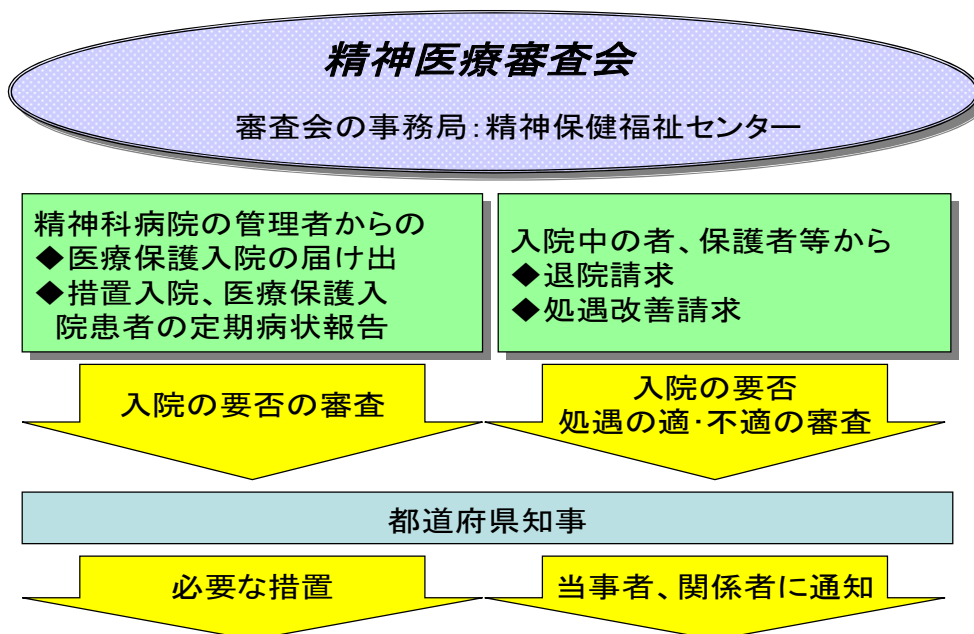 精神医療審査会
審査会の事務局:精神保健福祉センター
精神科病院の管理者からの
◆医療保護入院の届け出
◆措置入院、医療保護入
院患者の定期病状報告
入院中の者、保護者等から
◆退院請求
◆処遇改善請求
入院の要否の審査
入院の要否
処遇の適・不適の審査
都道府県知事
必要な措置
当事者、関係者に通知